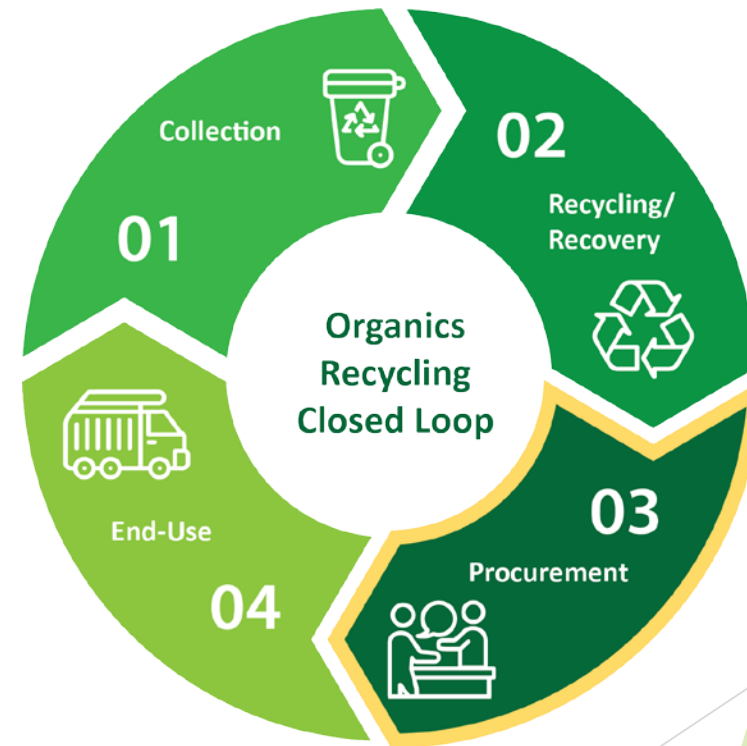 Collection
01
02
Recycling/
Recovery
Organics
Recycling
Closed Loop
03
Procurement
End-Use
04